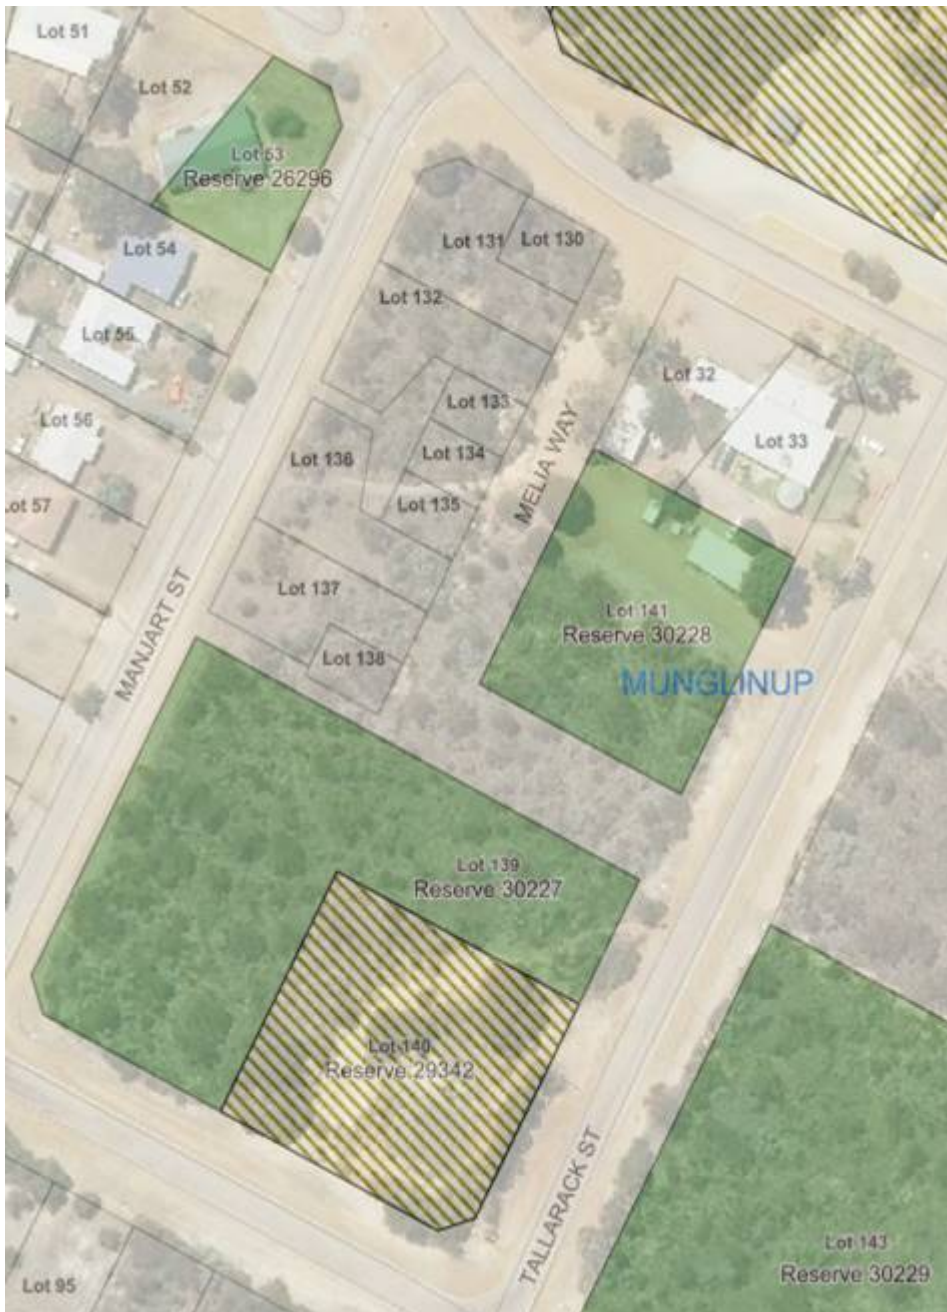 Lot 51
Lot 52
Lot 53
Reserve 26296
Lot 54
Lot 131
Lot 130
Lot 132
Lot 55
Lot 32
Lot 133
Lot 56
Lot 33
Lot 134
Lot 136
MELIA WAY
Lot 135
Lot 57
Lot 137
Lot 141
Reserve 30228
MANJART ST
Lot 138
MUNGLINUP
Lot 139
Reserve 30227
Lot 140
Reserve 29342
TALLARACK ST
Lot 143
Reserve 30229
Lot 95